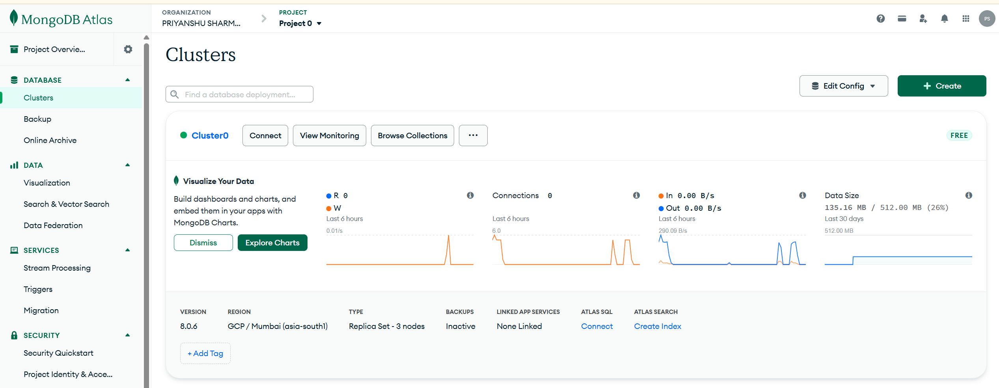 MongoDB Atlas
ORGANIZATION
PRIYANSHU SHARM...
PROJECT
Project 0
PS
Project Overvie...
DATABASE
Clusters
Backup
Online Archive
DATA
Visualization
Search & Vector Search
Data Federation
SERVICES
Stream Processing
Triggers
Migration
SECURITY
Security Quickstart
Project Identity & Acce...
Clusters
Find a database deployment...
Edit Config
+ Create
Cluster0
Connect
View Monitoring
Browse Collections
...
FREE
Visualize Your Data
Build dashboards and charts, and
embed them in your apps with
MongoDB Charts.
Dismiss
Explore Charts
R 0
W
Last 6 hours
0.01/s
Connections 0
Last 6 hours
6.0
In 0.00 B/s
Out 0.00 B/s
Last 6 hours
290.09 B/s
Data Size
135.16 MB / 512.00 MB (26%)
Last 30 days
512.00 MB
VERSION
8.0.6
REGION
GCP / Mumbai (asia-south1)
TYPE
Replica Set - 3 nodes
BACKUPS
Inactive
LINKED APP SERVICES
None Linked
ATLAS SQL
Connect
ATLAS SEARCH
Create Index
+ Add Tag